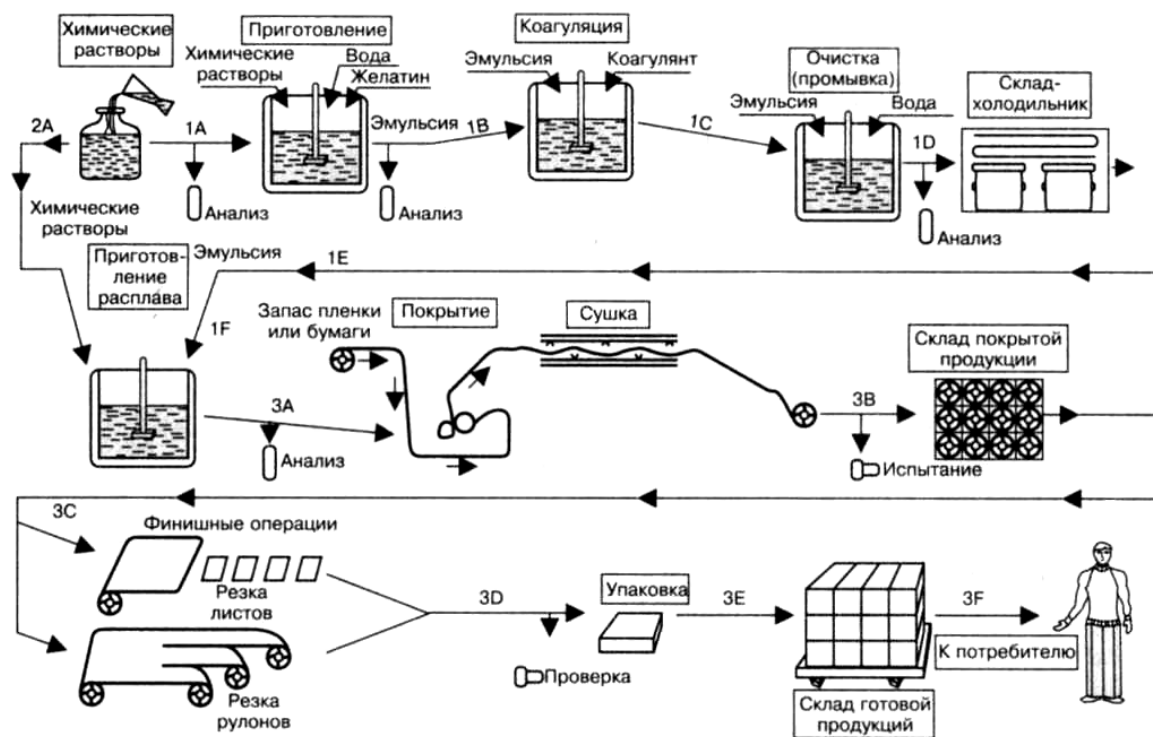 Химические
растворы
Приготовление
Химические
растворы
Вода
Желатин
Коагуляция
Эмульсия
Коагулянт
Очистка
(промывка)
Эмульсия
Вода
Склад-
холодильник
2A
1A
Эмульсия
1B
1C
1D
Анализ
Анализ
Анализ
Химические
растворы
Приготов-
ление
расплава
Эмульсия
1E
1F
Запас пленки
или бумаги
Покрытие
Сушка
Склад покрытой
продукции
3A
Анализ
3B
Испытание
3C
Финишные операции
Резка
листов
Резка
рулонов
3D
Проверка
Упаковка
3E
Склад готовой
продукций
3F
К потребителю